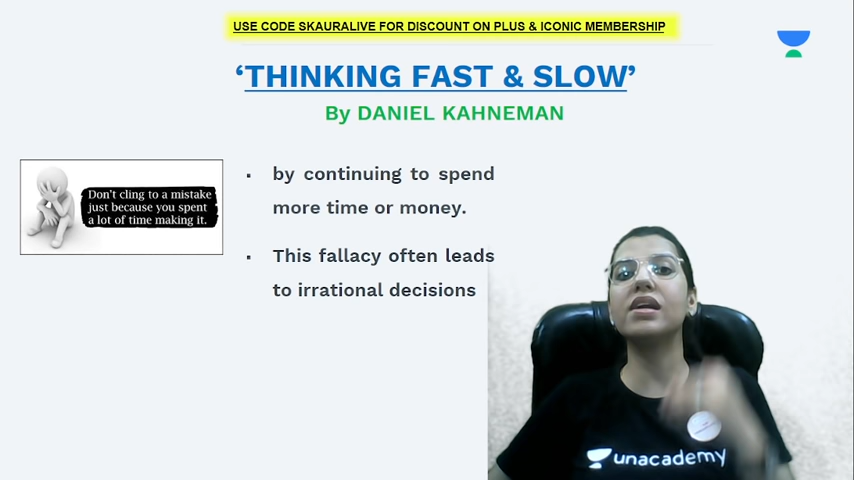 USE CODE SKAURALIVE FOR DISCOUNT ON PLUS & ICONIC MEMBERSHIP
‘THINKING FAST & SLOW’
By DANIEL KAHNEMAN
Don't cling to a mistake
just because you spent
a lot of time making it.
▪ by continuing to spend
more time or money.
▪ This fallacy often leads
to irrational decisions
unacademy